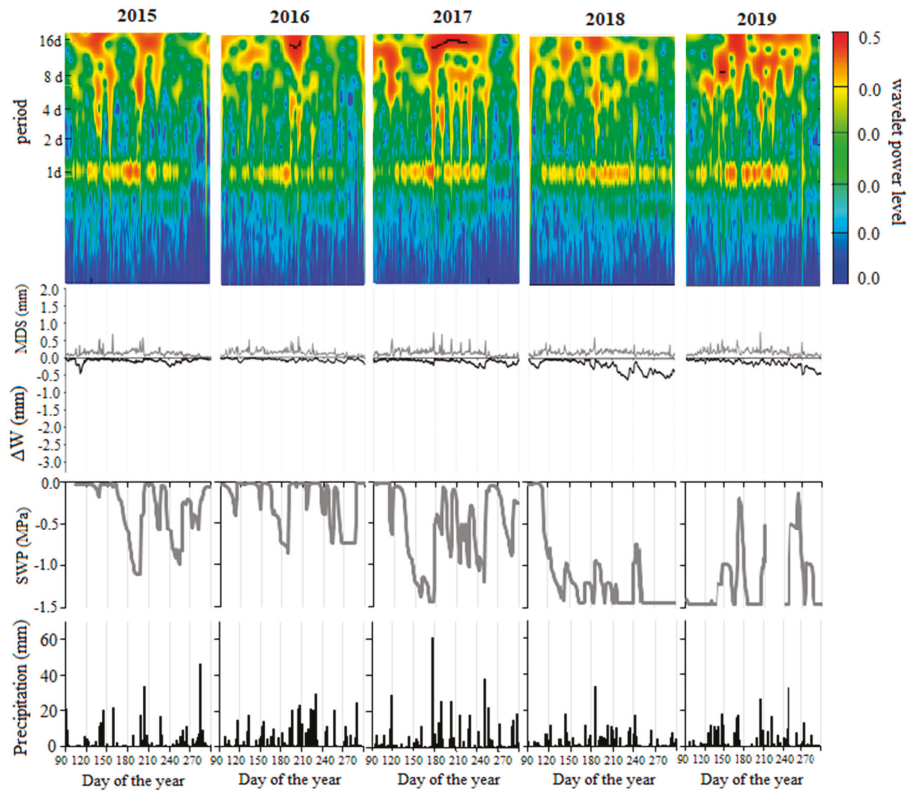 2015 2016 2017 2018 2019
16d
8 d
4 d
2 d
1d
period
0.5
0.0
0.0
0.0
0.0
0.0
wavelet power level
2.0
1.5
1.0
0.5
0.0
-0.5
-1.0
-1.5
-2.0
-2.5
-3.0
MDS (mm)
ΔW (mm)
0.0
-0.5
-1.0
-1.5
SWP (MPa)
60
40
20
0
Precipitation (mm)
90 120 150 180 210 240 270 90 120 150 180 210 240 270 90 120 150 180 210 240 270 90 120 150 180 210 240 270 90 120 150 180 210 240 270
Day of the year Day of the year Day of the year Day of the year Day of the year